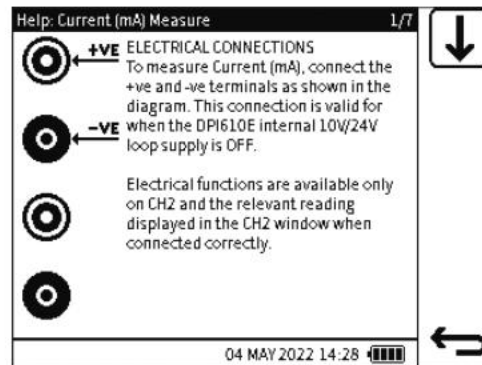 Help: Current (mA) Measure 1/7
+VE ELECTRICAL CONNECTIONS
To measure Current (mA), connect the
+ve and -ve terminals as shown in the
diagram. This connection is valid for
-VE when the DPI610E internal 10V/24V
loop supply is OFF.
Electrical functions are available only
on CH2 and the relevant reading
displayed in the CH2 window when
connected correctly.
04 MAY 2022 14:28